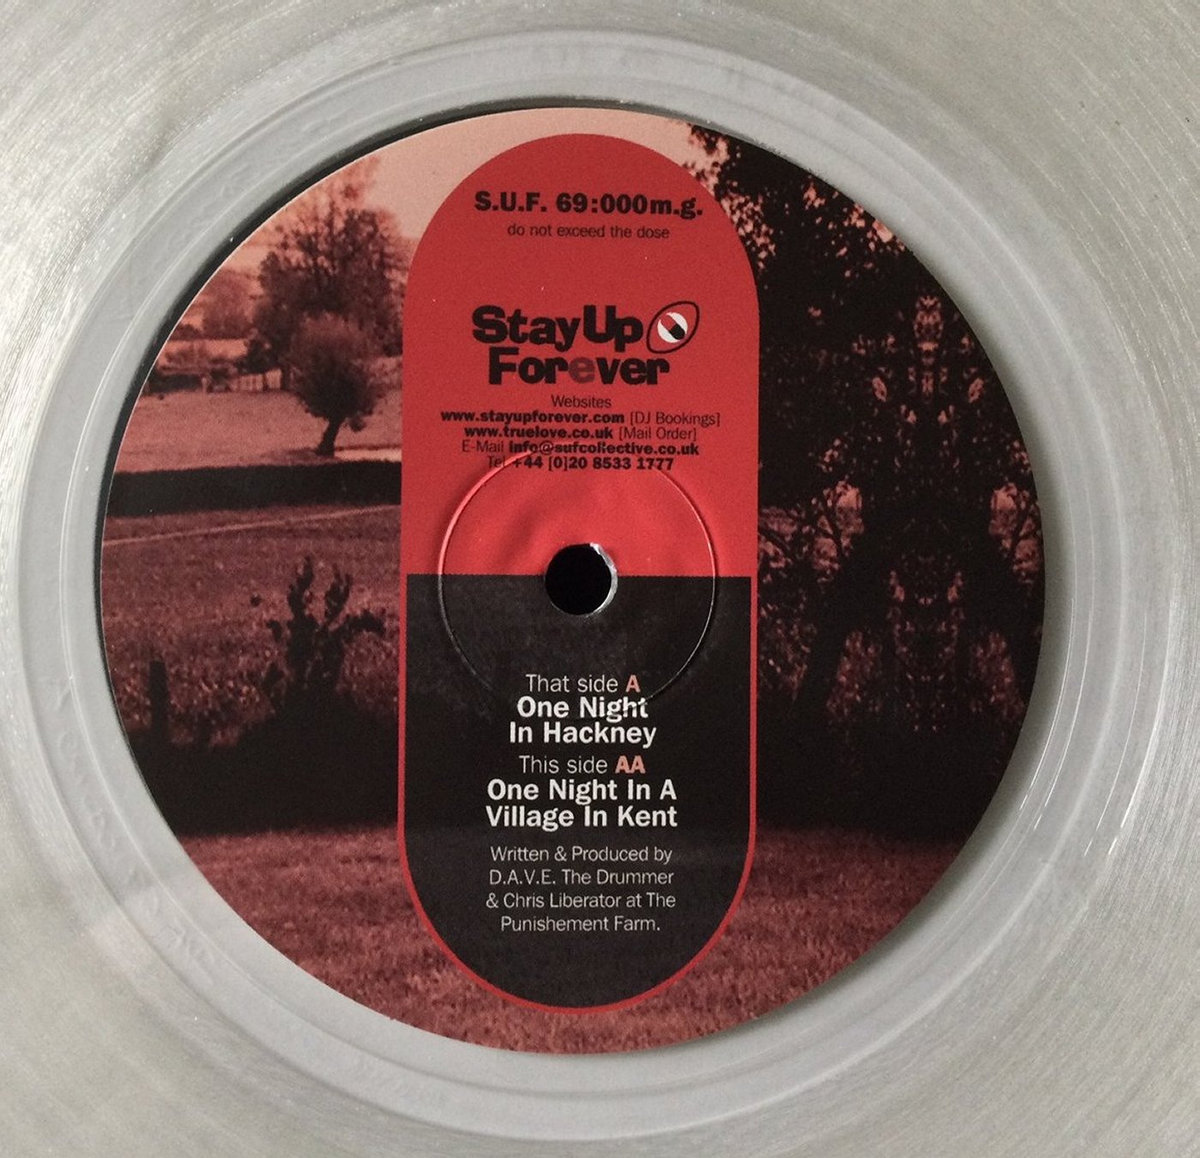 S.U.F. 69:000m.g.
do not exceed the dose
StayUp
Forever
Websites
www.stayupforever.com [DJ Bookings]
www.truelove.co.uk [Mail Order]
E-Mail info@sufcollective.co.uk
Tel +44 [0]20 8533 1777
That side A
One Night
In Hackney
This side AA
One Night In A
Village In Kent
Written & Produced by
D.A.V.E. The Drummer
& Chris Liberator at The
Punishement Farm.